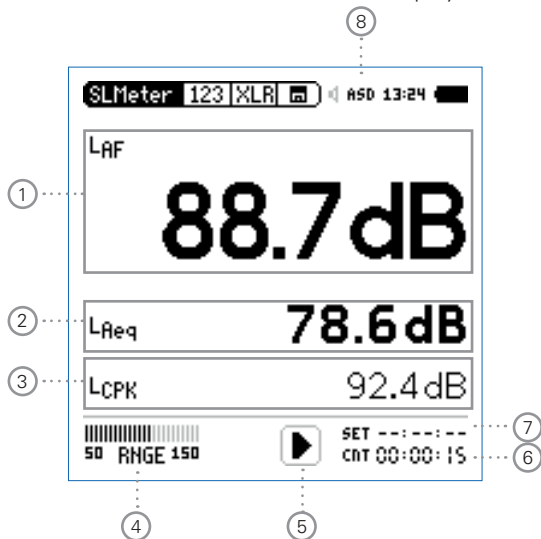 8
SLMeter 123 XLR ASD 13:24
1
LAF
88.7dB
2
LAeq 78.6dB
3
LCPK 92.4dB
SET --:--:-- 7
50 RNGE 150 CNT 00:00:15 6
4 5